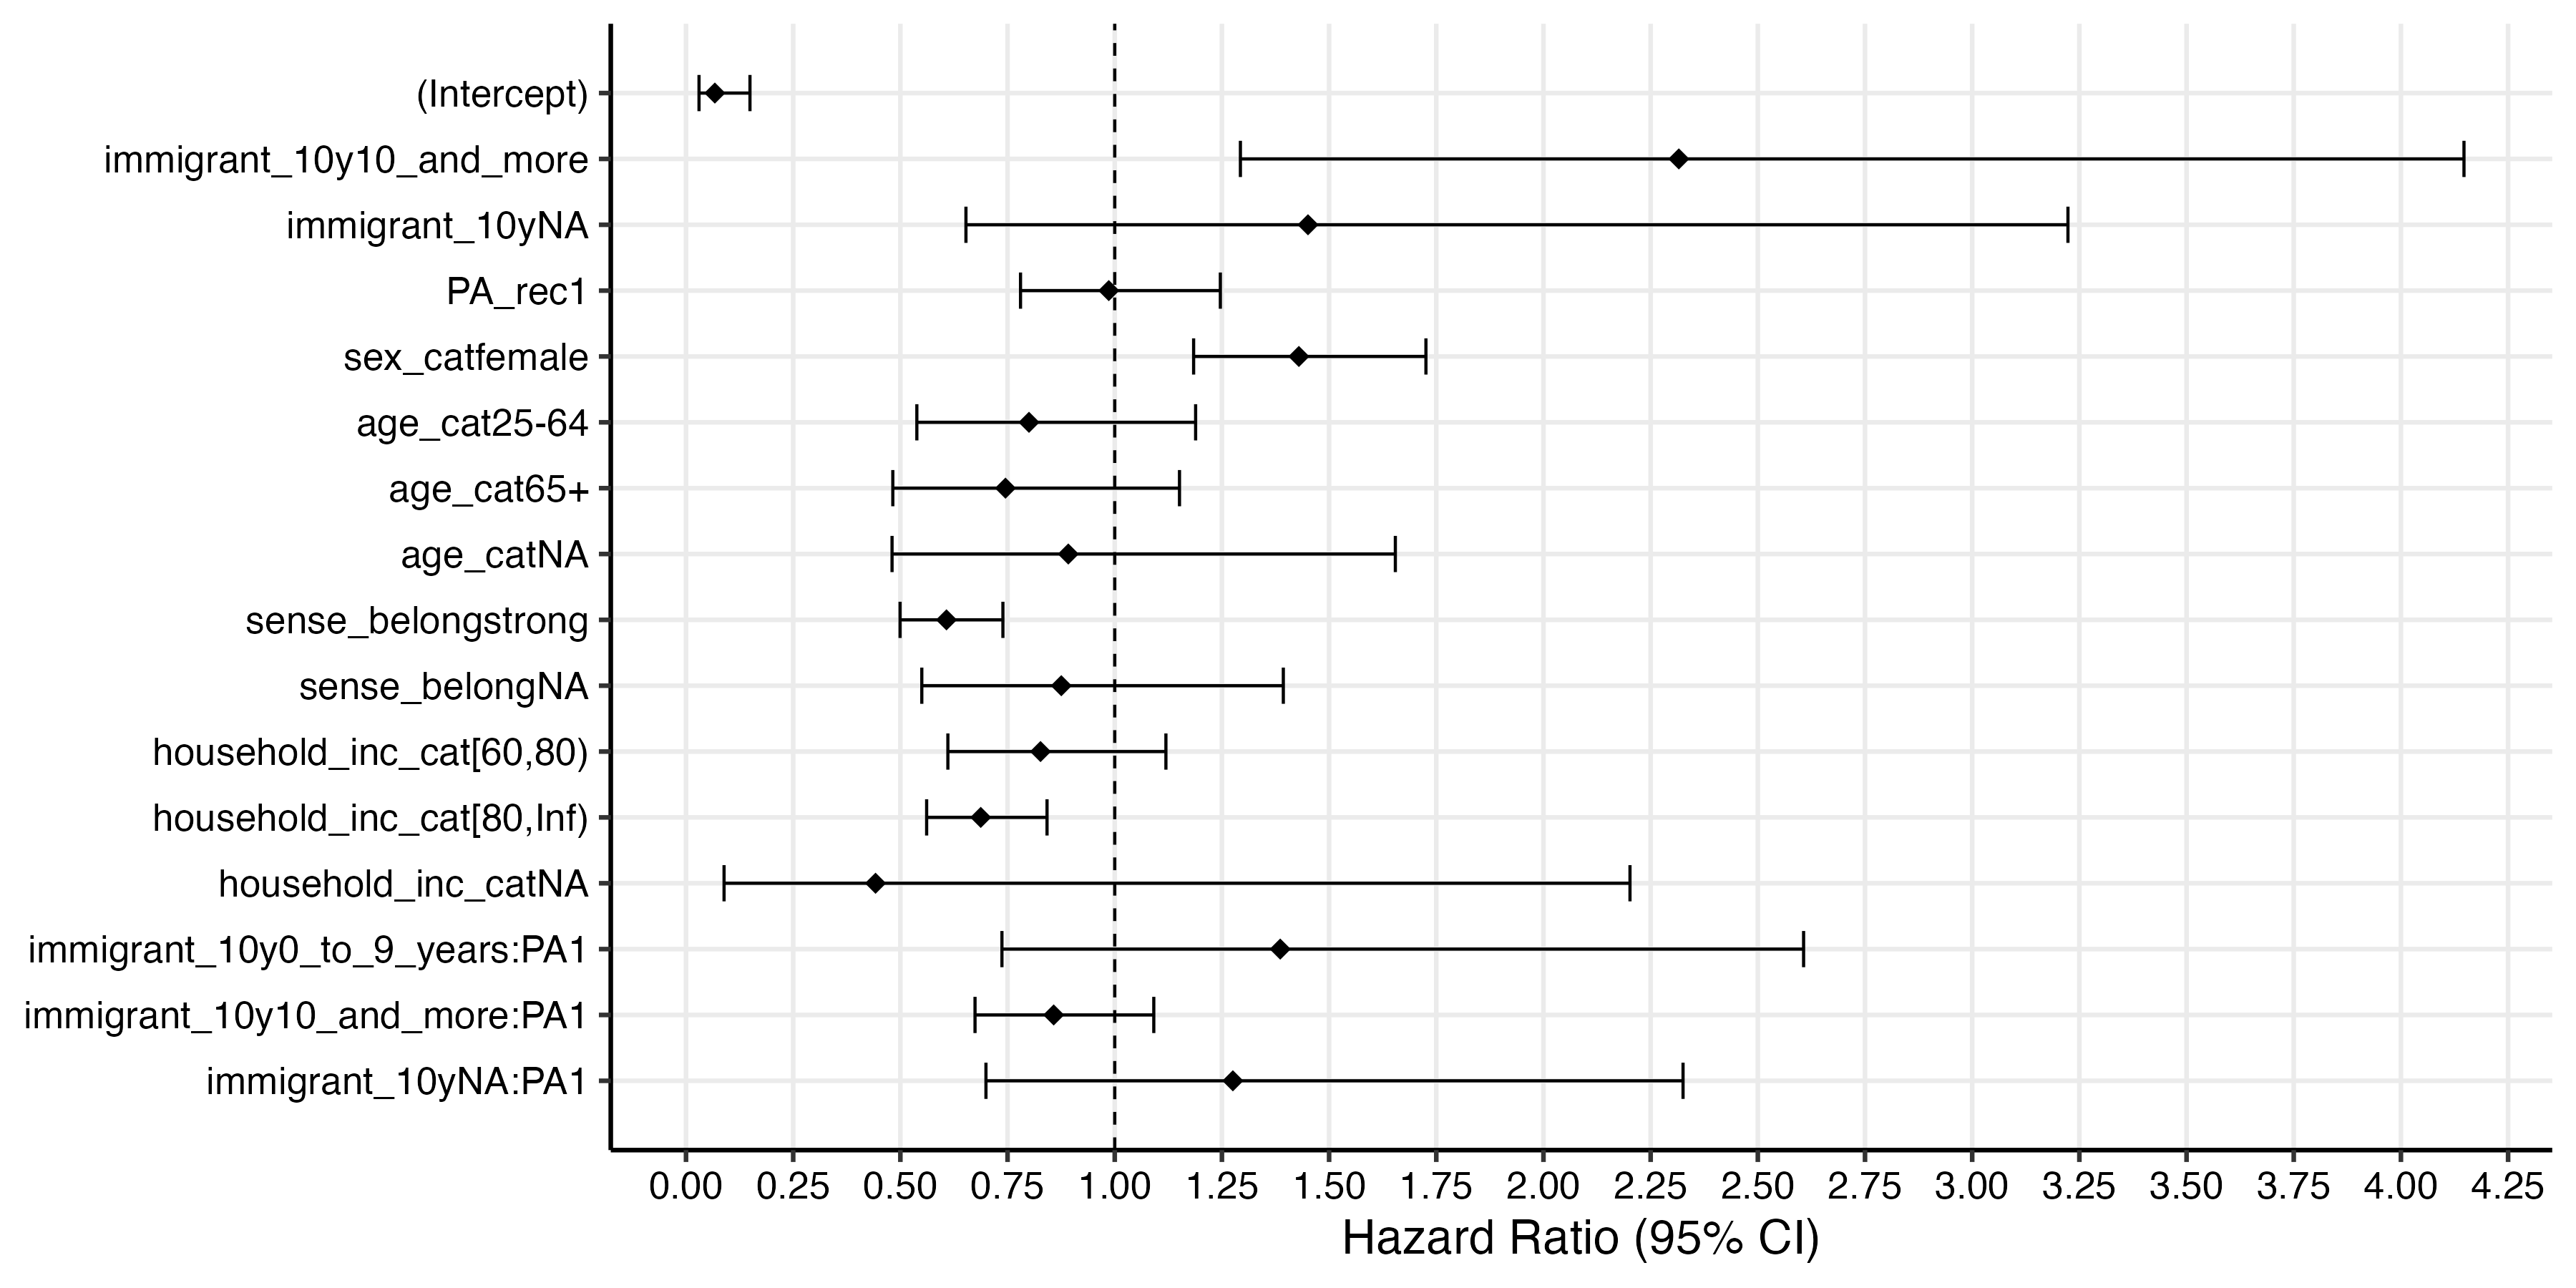 (Intercept)
immigrant_10y10_and_more
immigrant_10yNA
PA_rec1
sex_catfemale
age_cat25-64
age_cat65+
age_catNA
sense_belongstrong
sense_belongNA
household_inc_cat[60,80)
household_inc_cat[80,Inf)
household_inc_catNA
immigrant_10y0_to_9_years:PA1
immigrant_10y10_and_more:PA1
immigrant_10yNA:PA1
0.00 0.25 0.50 0.75 1.00 1.25 1.50 1.75 2.00 2.25 2.50 2.75 3.00 3.25 3.50 3.75 4.00 4.25
Hazard Ratio (95% CI)